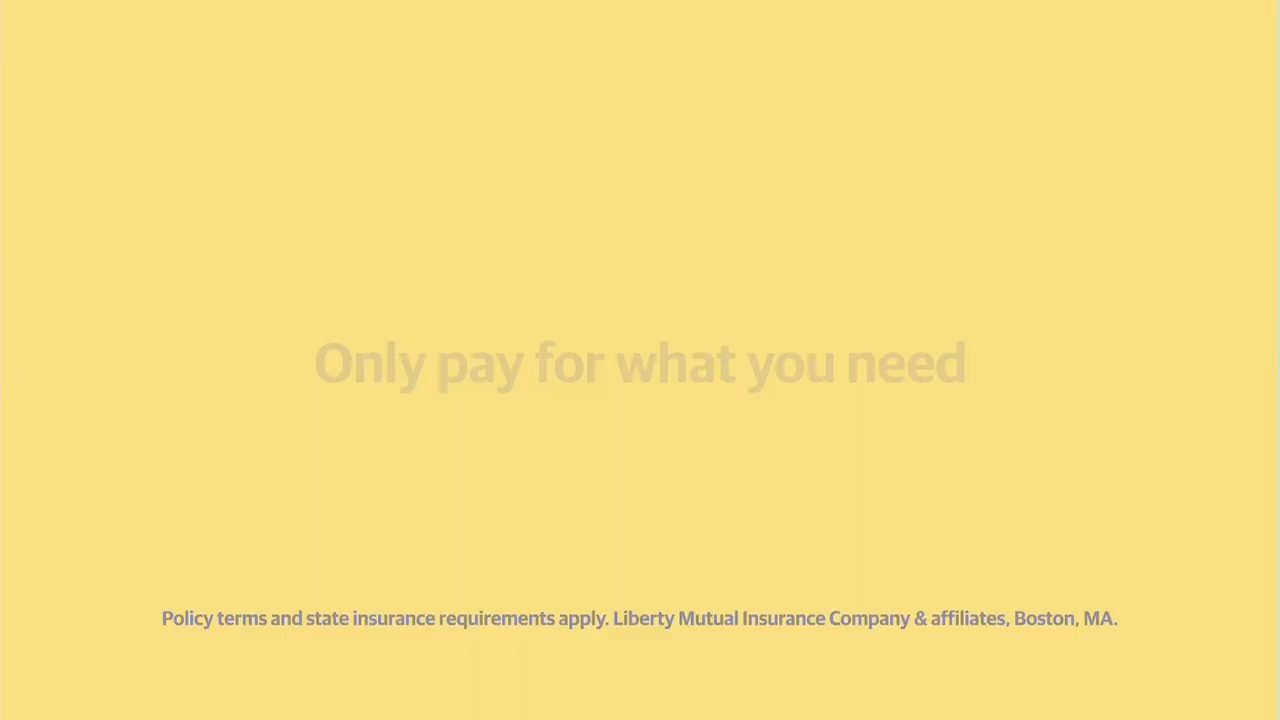 Only pay for what you need
Policy terms and state insurance requirements apply. Liberty Mutual Insurance Company & affiliates, Boston, MA.